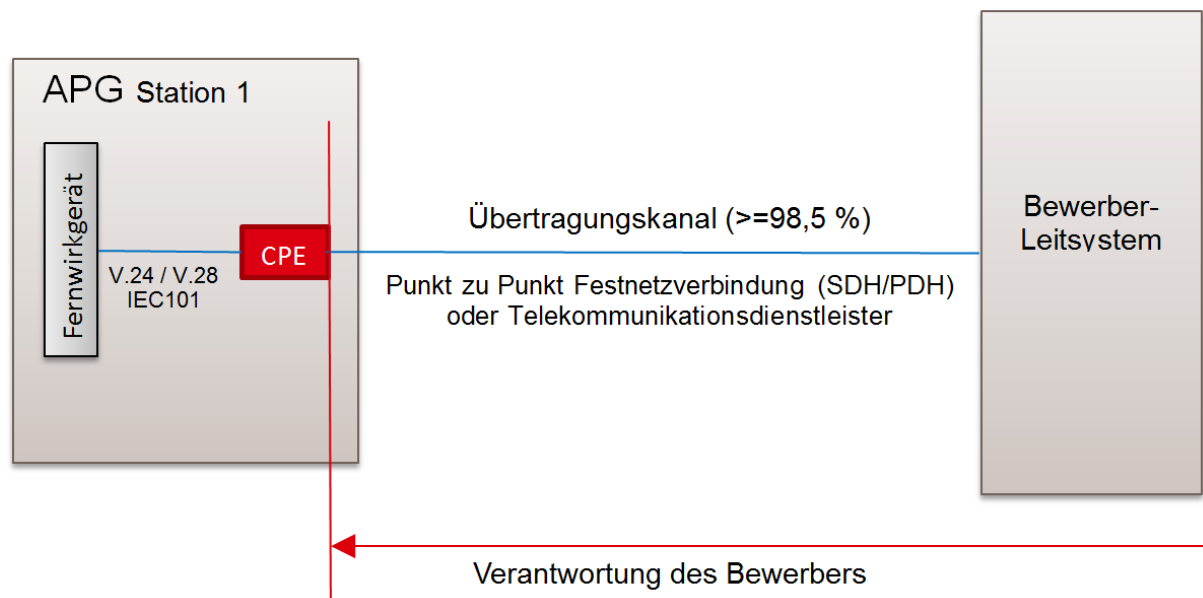 APG Station 1
Fernwirkgerät
V.24 / V.28
IEC101
CPE
Übertragungskanal (>=98,5 %)
Punkt zu Punkt Festnetzverbindung (SDH/PDH)
oder Telekommunikationsdienstleister
Bewerber-
Leitsystem
Verantwortung des Bewerbers